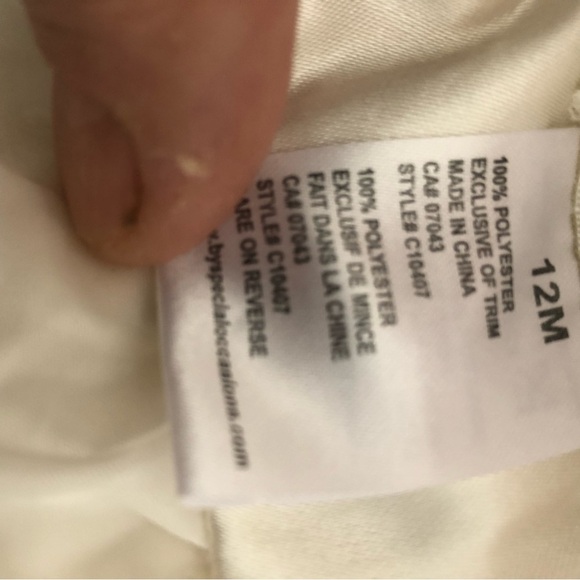 12M
100% POLYESTER
EXCLUSIVE OF TRIM
MADE IN CHINA
CA# 07043
STYLE# C10407
100% POLYESTER
EXCLUSIF DE MINCE
FAIT DANS LA CHINE
CA# 07043
STYLE# C10407
ARE ON REVERSE
.byspecialoccasions.com